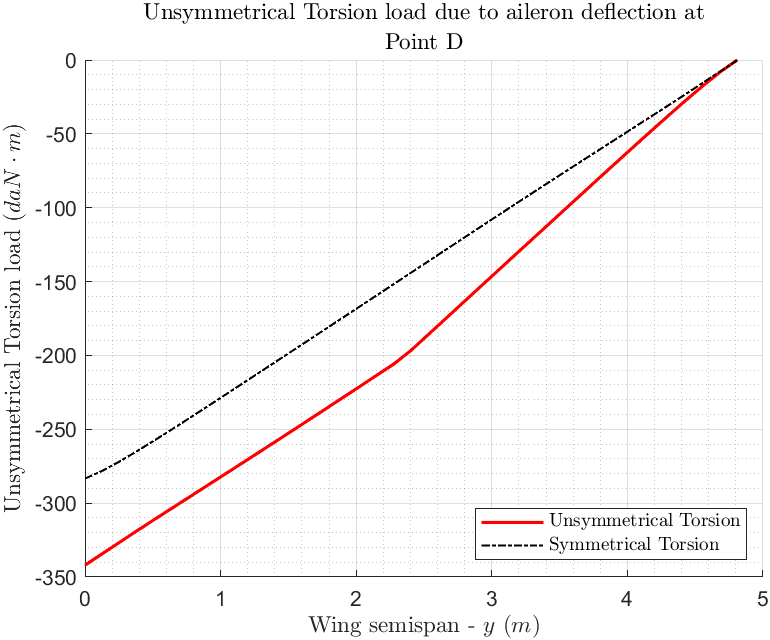 Unsymmetrical Torsion load due to aileron deflection at
Point D
Unsymmetrical Torsion load (daN · m)
0
-50
-100
-150
-200
-250
-300
-350
0 1 2 3 4 5
Wing semispan - y (m)
Unsymmetrical Torsion
Symmetrical Torsion